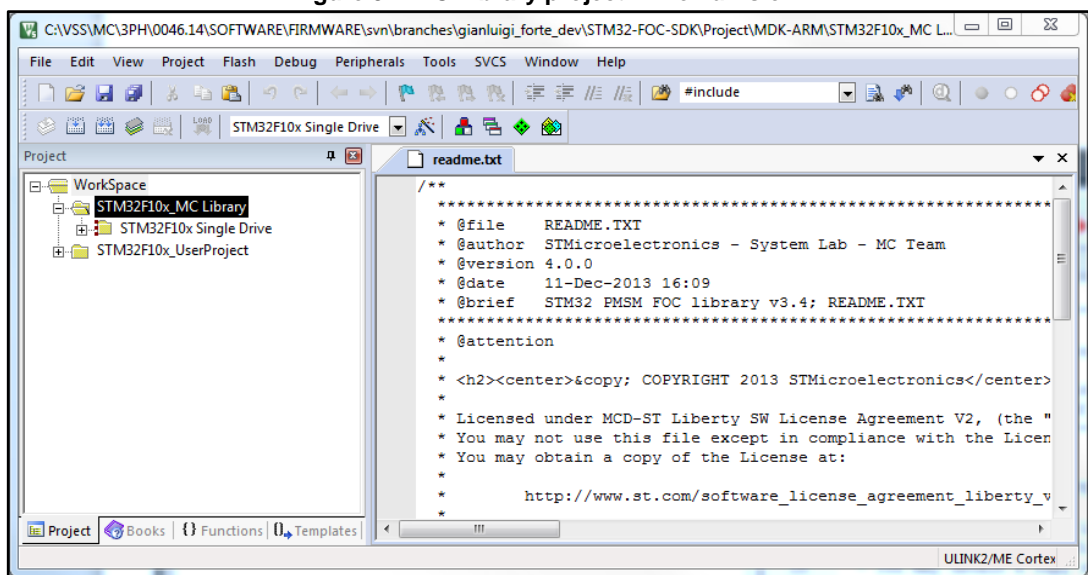 C:\VSS\MC\3PH\0046.14\SOFTWARE\FIRMWARE\svn\branches\gianluigi_forte_dev\STM32-FOC-SDK\Project\MDK-ARM\STM32F10x_MC L...
File Edit View Project Flash Debug Peripherals Tools SVCS Window Help
#include
LOAD STM32F10x Single Drive
Project
readme.txt
WorkSpace
STM32F10x_MC Library
STM32F10x Single Drive
STM32F10x_UserProject
/**
******************************************************************************
* @file README.TXT
* @author STMicroelectronics - System Lab - MC Team
* @version 4.0.0
* @date 11-Dec-2013 16:09
* @brief STM32 PMSM FOC library v3.4; README.TXT
******************************************************************************
* @attention
*
* <h2><center>&copy; COPYRIGHT 2013 STMicroelectronics</center>
*
* Licensed under MCD-ST Liberty SW License Agreement V2, (the "
* You may not use this file except in compliance with the Licen
* You may obtain a copy of the License at:
*
* http://www.st.com/software_license_agreement_liberty_v
*
Project Books {} Functions Templates
ULINK2/ME Cortex